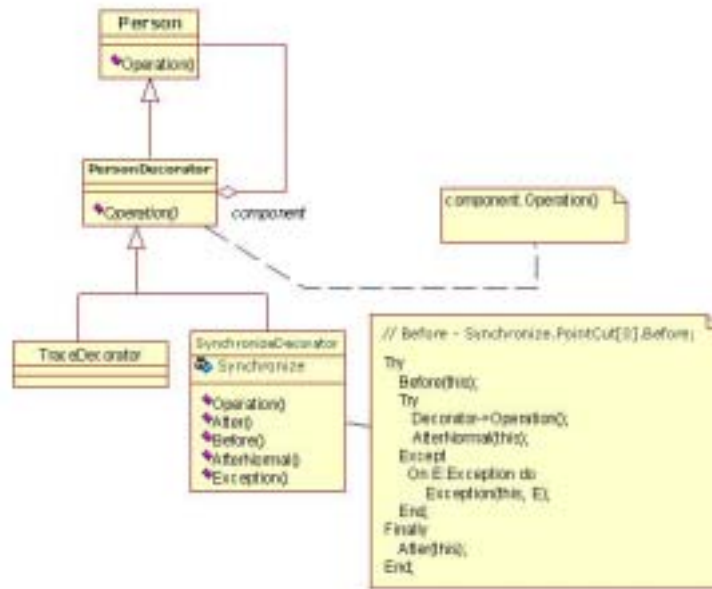 Person
Operation()
PersonDecorator
Operation()
component
component.Operation()
TraceDecorator
SynchronizeDecorator
Synchronize
Operation()
After()
Before()
AfterNormal()
Exception()
// Before - Synchronize.PointCut[0].Before;
Try
Before(this);
Try
Decorator->Operation();
AfterNormal(this);
Except
On E:Exception do
Exception(this, E);
End;
Finally
After(this);
End;